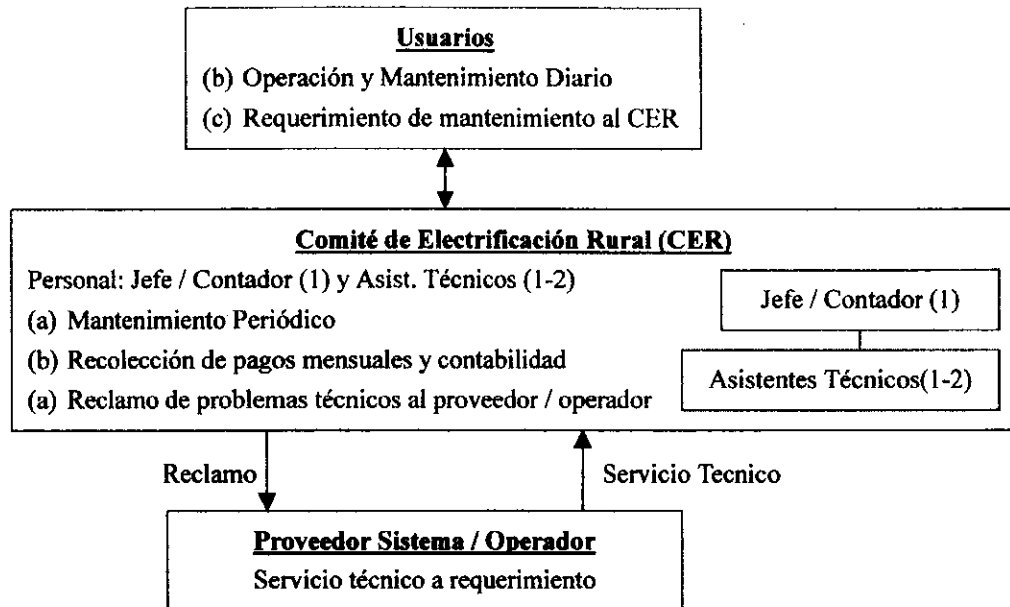 Usuarios
(b) Operación y Mantenimiento Diario
(c) Requerimiento de mantenimiento al CER
Comité de Electrificación Rural (CER)
Personal: Jefe / Contador (1) y Asist. Técnicos (1-2)
(a) Mantenimiento Periódico
(b) Recolección de pagos mensuales y contabilidad
(a) Reclamo de problemas técnicos al proveedor / operador
Jefe / Contador (1)
Asistentes Técnicos(1-2)
Reclamo
Servicio Tecnico
Proveedor Sistema / Operador
Servicio técnico a requerimiento